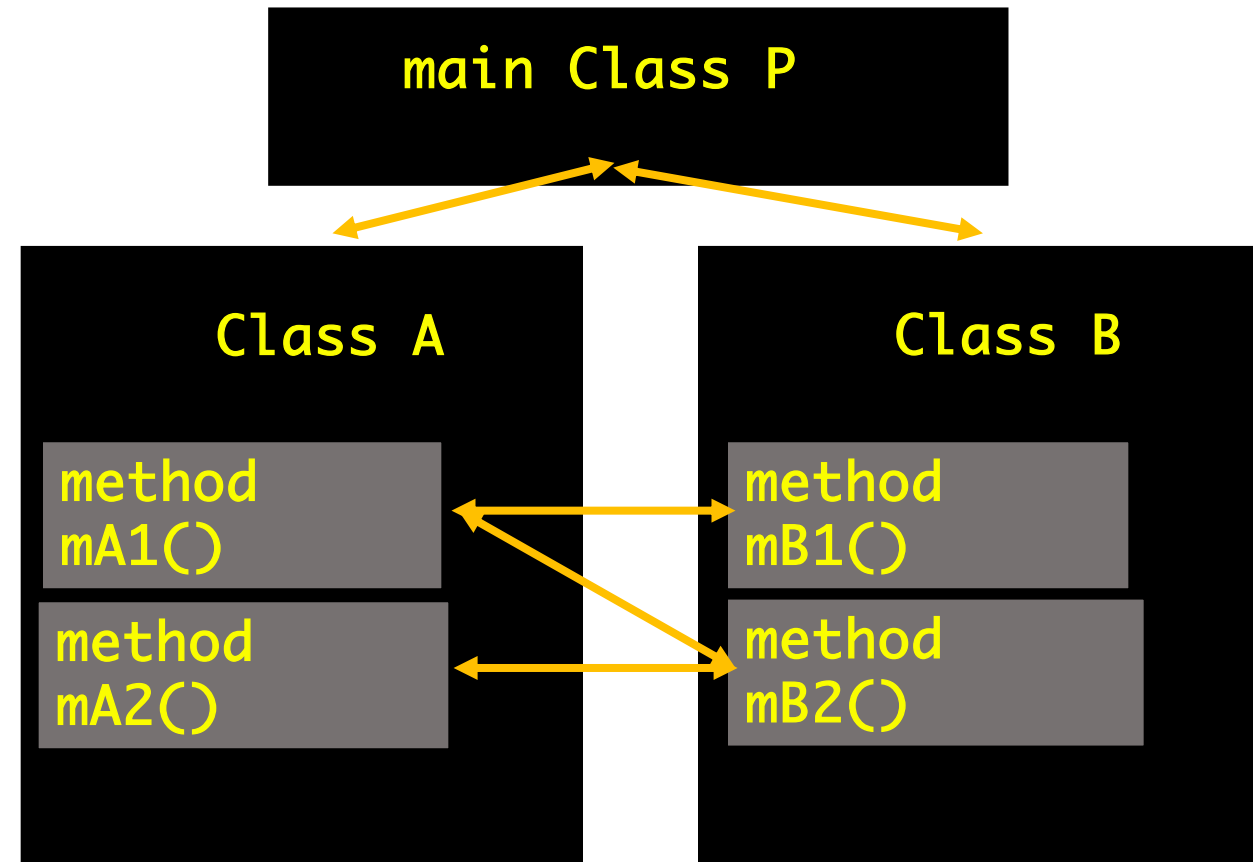 main Class P
Class A
method
mA1()
method
mA2()
Class B
method
mB1()
method
mB2()